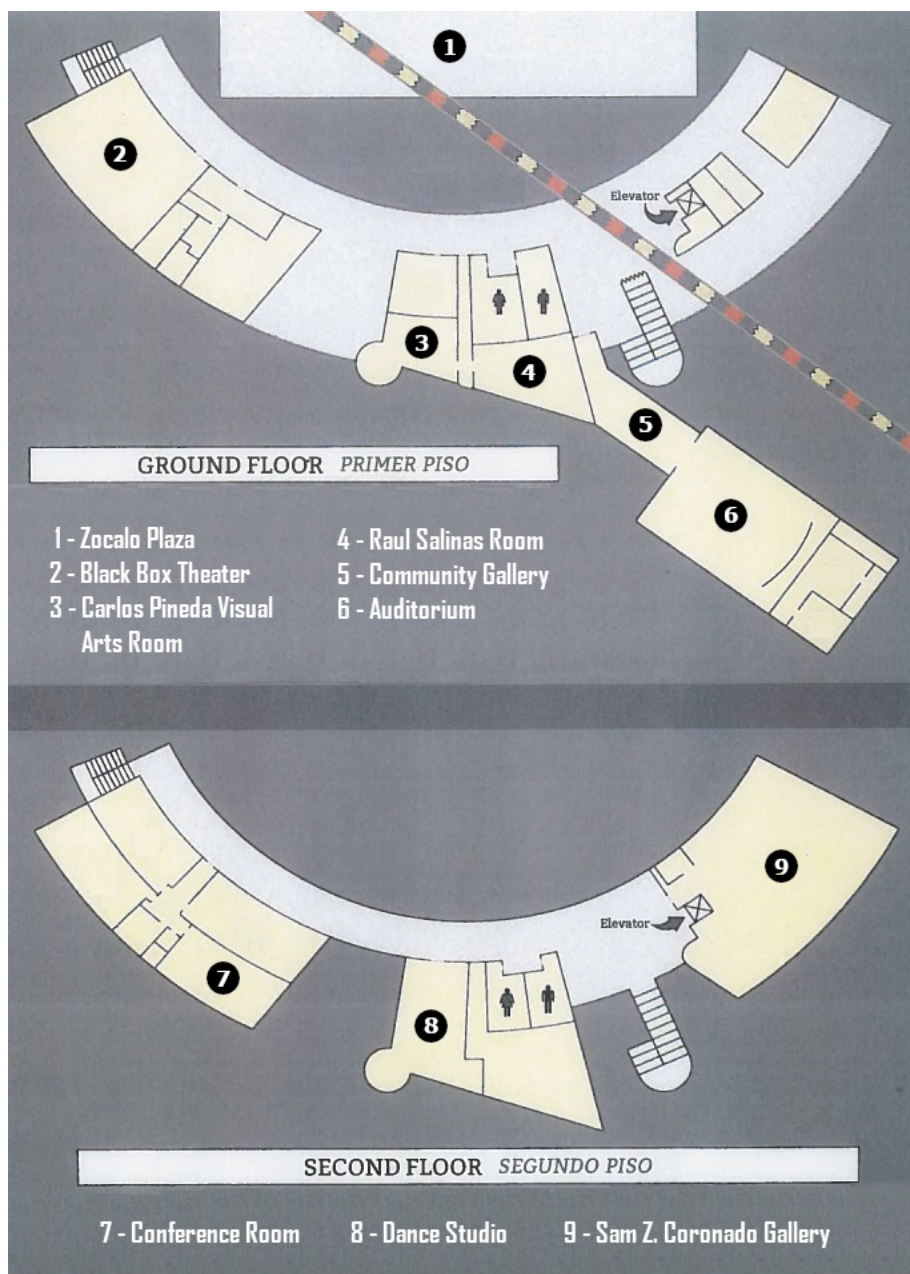 1
2
Elevator
3
4
5
6
GROUND FLOOR PRIMER PISO
1 - Zocalo Plaza
2 - Black Box Theater
3 - Carlos Pineda Visual
Arts Room
4 - Raul Salinas Room
5 - Community Gallery
6 - Auditorium
9
Elevator
7
8
SECOND FLOOR SEGUNDO PISO
7 - Conference Room
8 - Dance Studio
9 - Sam Z. Coronado Gallery